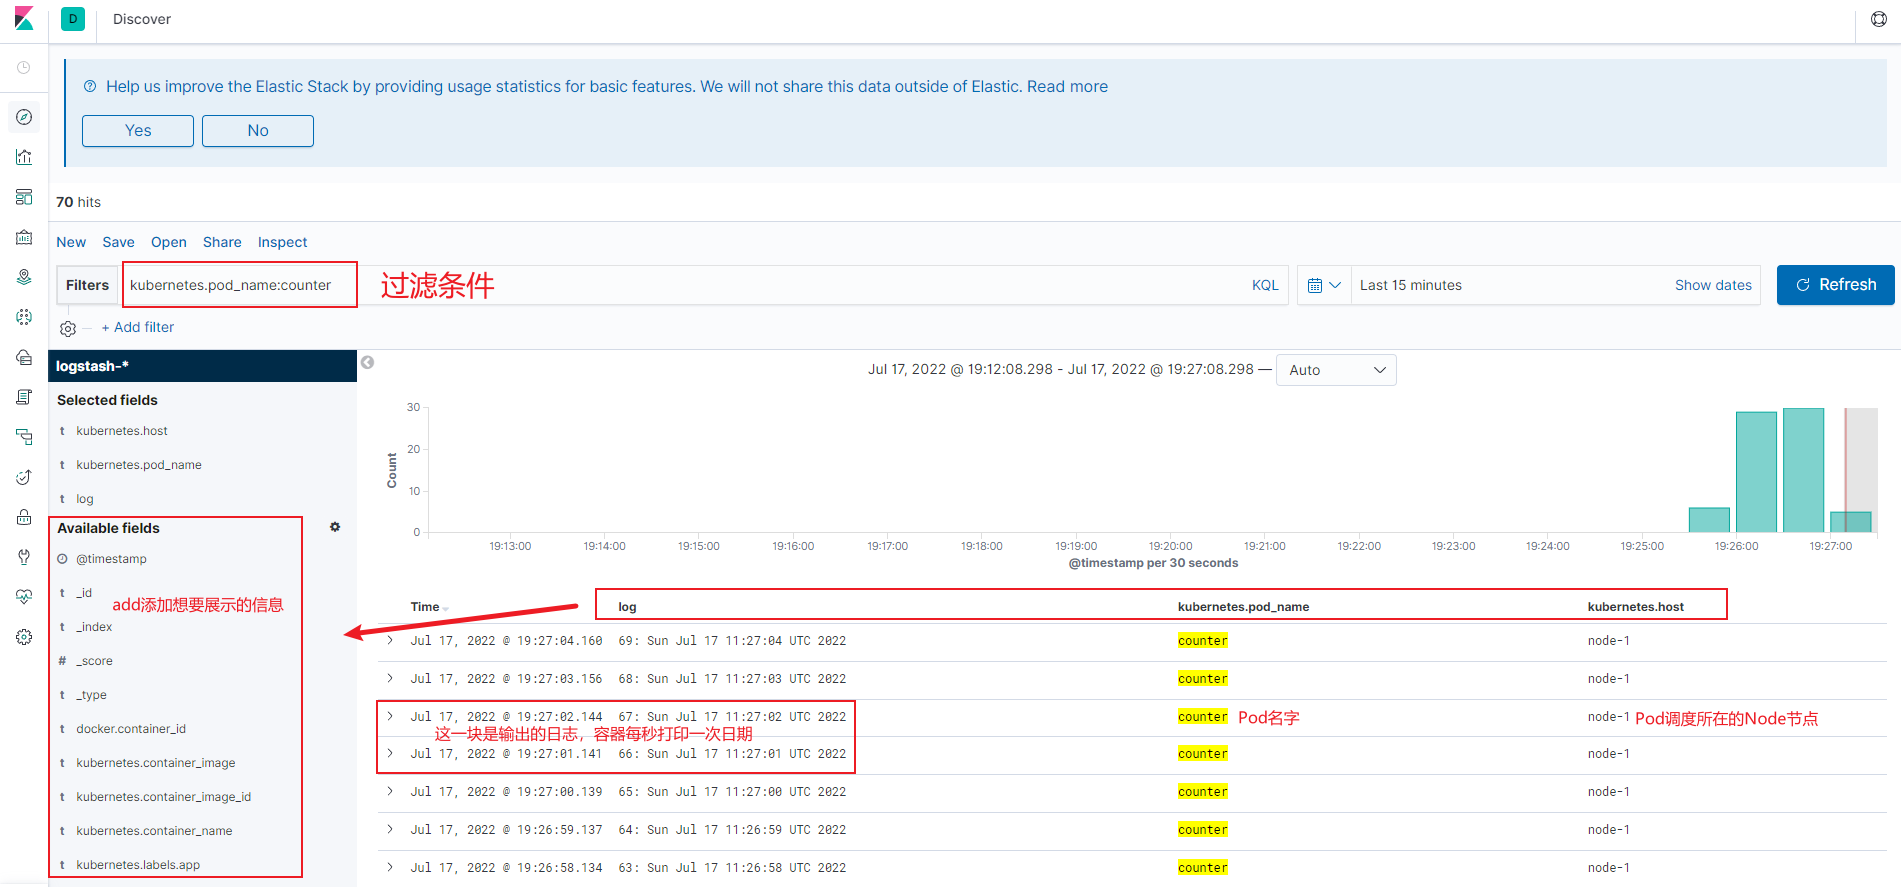 D Discover
Help us improve the Elastic Stack by providing usage statistics for basic features. We will not share this data outside of Elastic. Read more
Yes No
70 hits
New Save Open Share Inspect
Filters kubernetes.pod_name:counter 过滤条件 KQL Last 15 minutes Show dates Refresh
+ Add filter
logstash-*
Selected fields
t kubernetes.host
t kubernetes.pod_name
t log
Available fields
@timestamp
t _id
add添加想要展示的信息
t _index
# _score
t _type
t docker.container_id
t kubernetes.container_image
t kubernetes.container_image_id
t kubernetes.container_name
t kubernetes.labels.app
Jul 17, 2022 @ 19:12:08.298 - Jul 17, 2022 @ 19:27:08.298 — Auto
Count
30
20
10
0
19:13:00 19:14:00 19:15:00 19:16:00 19:17:00 19:18:00 19:19:00 19:20:00 19:21:00 19:22:00 19:23:00 19:24:00 19:25:00 19:26:00 19:27:00
@timestamp per 30 seconds
Time log kubernetes.pod_name kubernetes.host
Jul 17, 2022 @ 19:27:04.160 69: Sun Jul 17 11:27:04 UTC 2022 counter node-1
Jul 17, 2022 @ 19:27:03.156 68: Sun Jul 17 11:27:03 UTC 2022 counter node-1
Jul 17, 2022 @ 19:27:02.144 67: Sun Jul 17 11:27:02 UTC 2022 counter Pod名字 node-1 Pod调度所在的Node节点
这一块是输出的日志，容器每秒打印一次日期
Jul 17, 2022 @ 19:27:01.141 66: Sun Jul 17 11:27:01 UTC 2022 counter node-1
Jul 17, 2022 @ 19:27:00.139 65: Sun Jul 17 11:27:00 UTC 2022 counter node-1
Jul 17, 2022 @ 19:26:59.137 64: Sun Jul 17 11:26:59 UTC 2022 counter node-1
Jul 17, 2022 @ 19:26:58.134 63: Sun Jul 17 11:26:58 UTC 2022 counter node-1